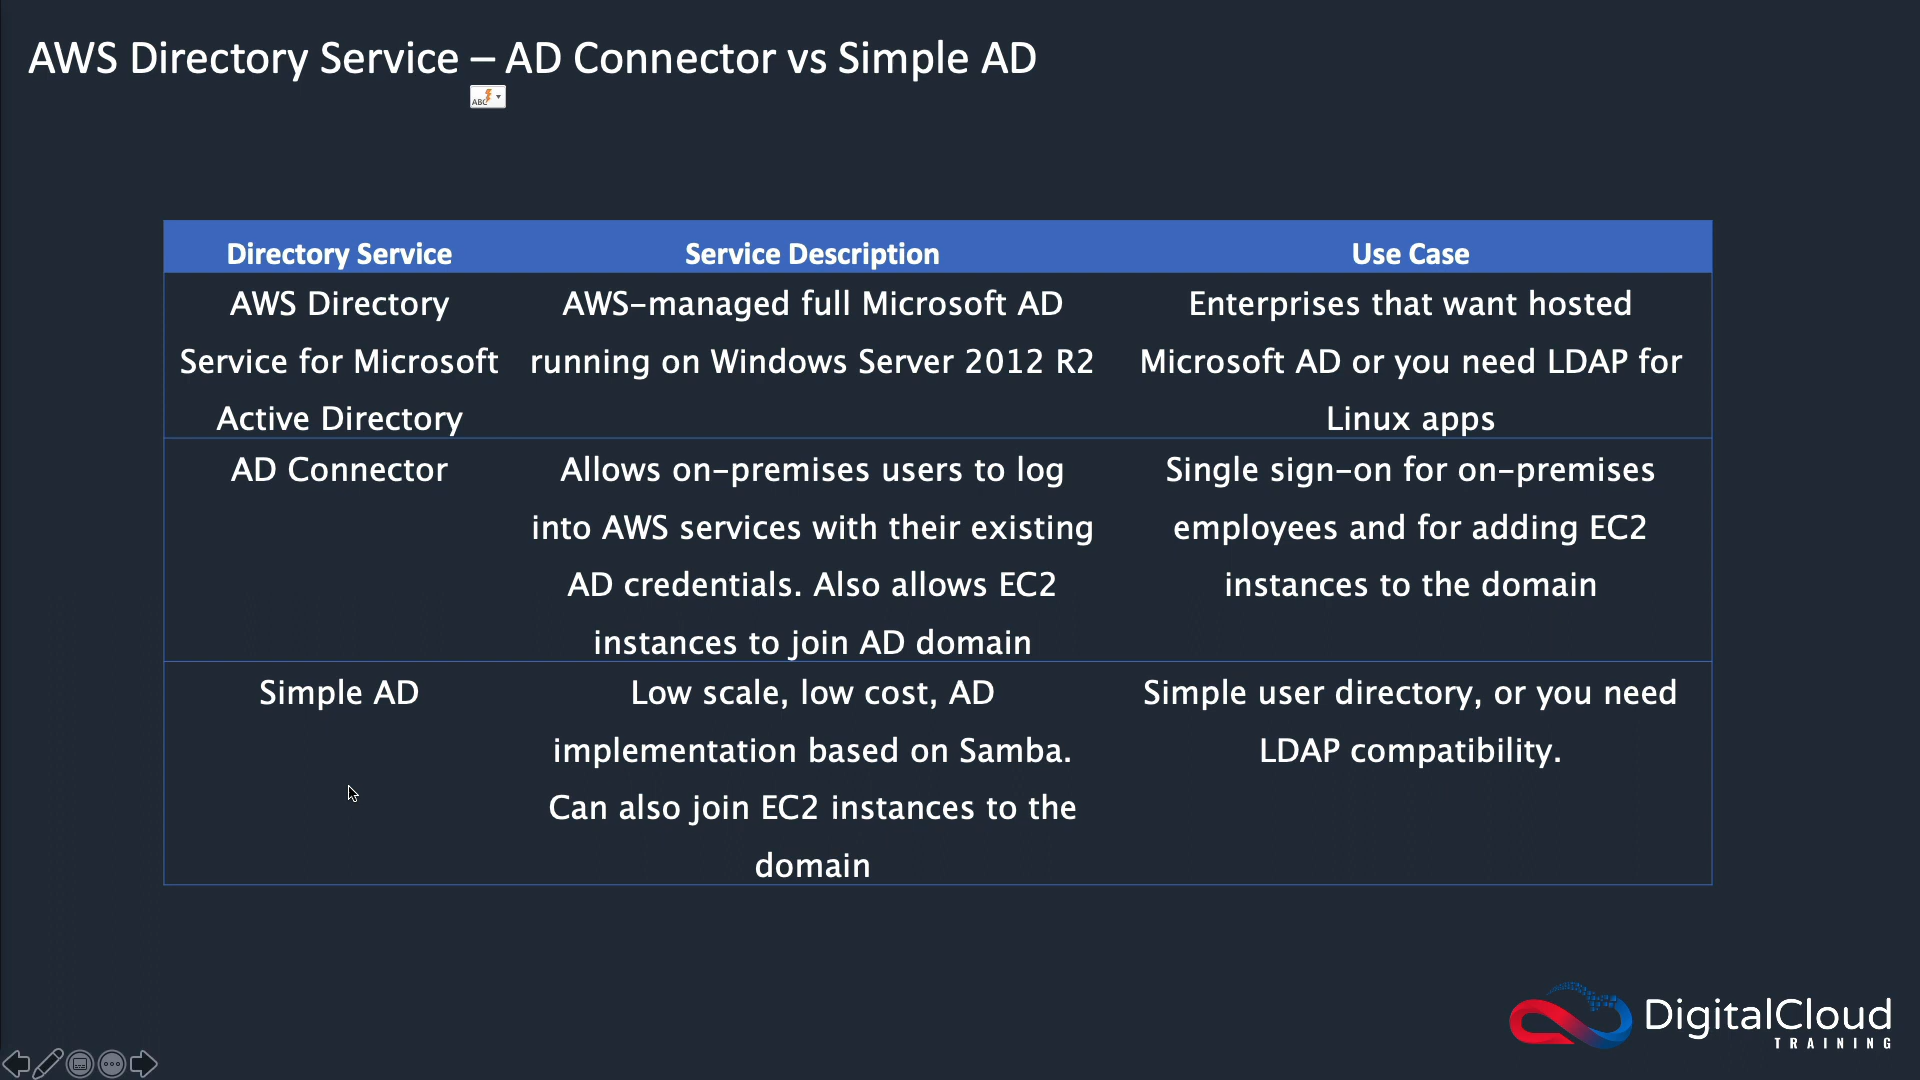 AWS Directory Service – AD Connector vs Simple AD
ABC
Directory Service Service Description Use Case
AWS Directory
Service for Microsoft
Active Directory
AWS-managed full Microsoft AD
running on Windows Server 2012 R2
Enterprises that want hosted
Microsoft AD or you need LDAP for
Linux apps
AD Connector
Allows on-premises users to log
into AWS services with their existing
AD credentials. Also allows EC2
instances to join AD domain
Single sign-on for on-premises
employees and for adding EC2
instances to the domain
Simple AD
Low scale, low cost, AD
implementation based on Samba.
Can also join EC2 instances to the
domain
Simple user directory, or you need
LDAP compatibility.
DigitalCloud
TRAINING